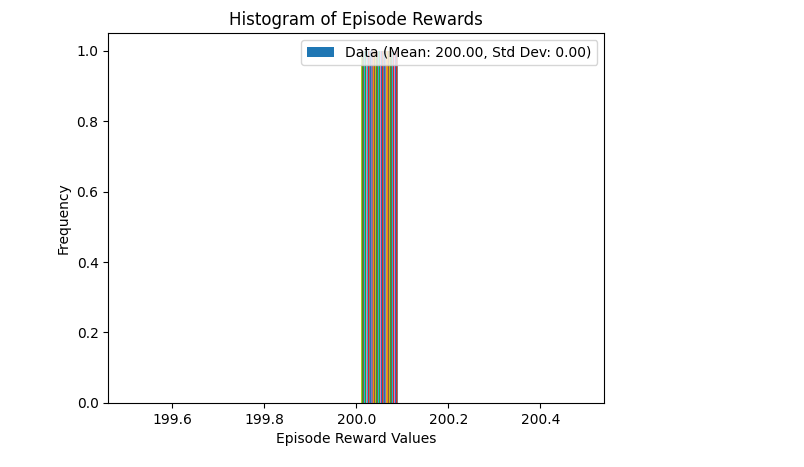 Histogram of Episode Rewards
Data (Mean: 200.00, Std Dev: 0.00)
1.0
0.8
0.6
0.4
0.2
0.0
Frequency
199.6
199.8
200.0
200.2
200.4
Episode Reward Values